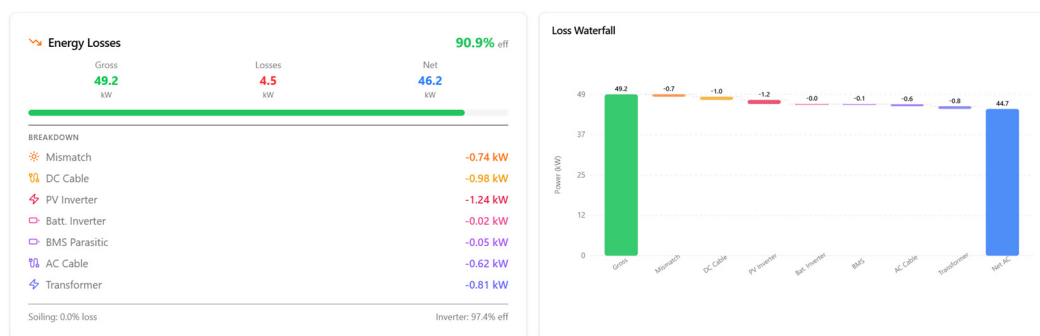 Energy Losses
90.9% eff
Gross Losses Net
49.2 4.5 46.2
kW kW kW
BREAKDOWN
Mismatch -0.74 kW
DC Cable -0.98 kW
PV Inverter -1.24 kW
Batt. Inverter -0.02 kW
BMS Parasitic -0.05 kW
AC Cable -0.62 kW
Transformer -0.81 kW
Soiling: 0.0% loss Inverter: 97.4% eff
Loss Waterfall
49.2 -0.7 -1.0 -1.2 -0.0 -0.1 -0.6 -0.8 44.7
49
37
25
12
0
Power (kW)
Gross Mismatch DC Cable PV Inverter Bat. Inverter BMS AC Cable Transformer Net AC